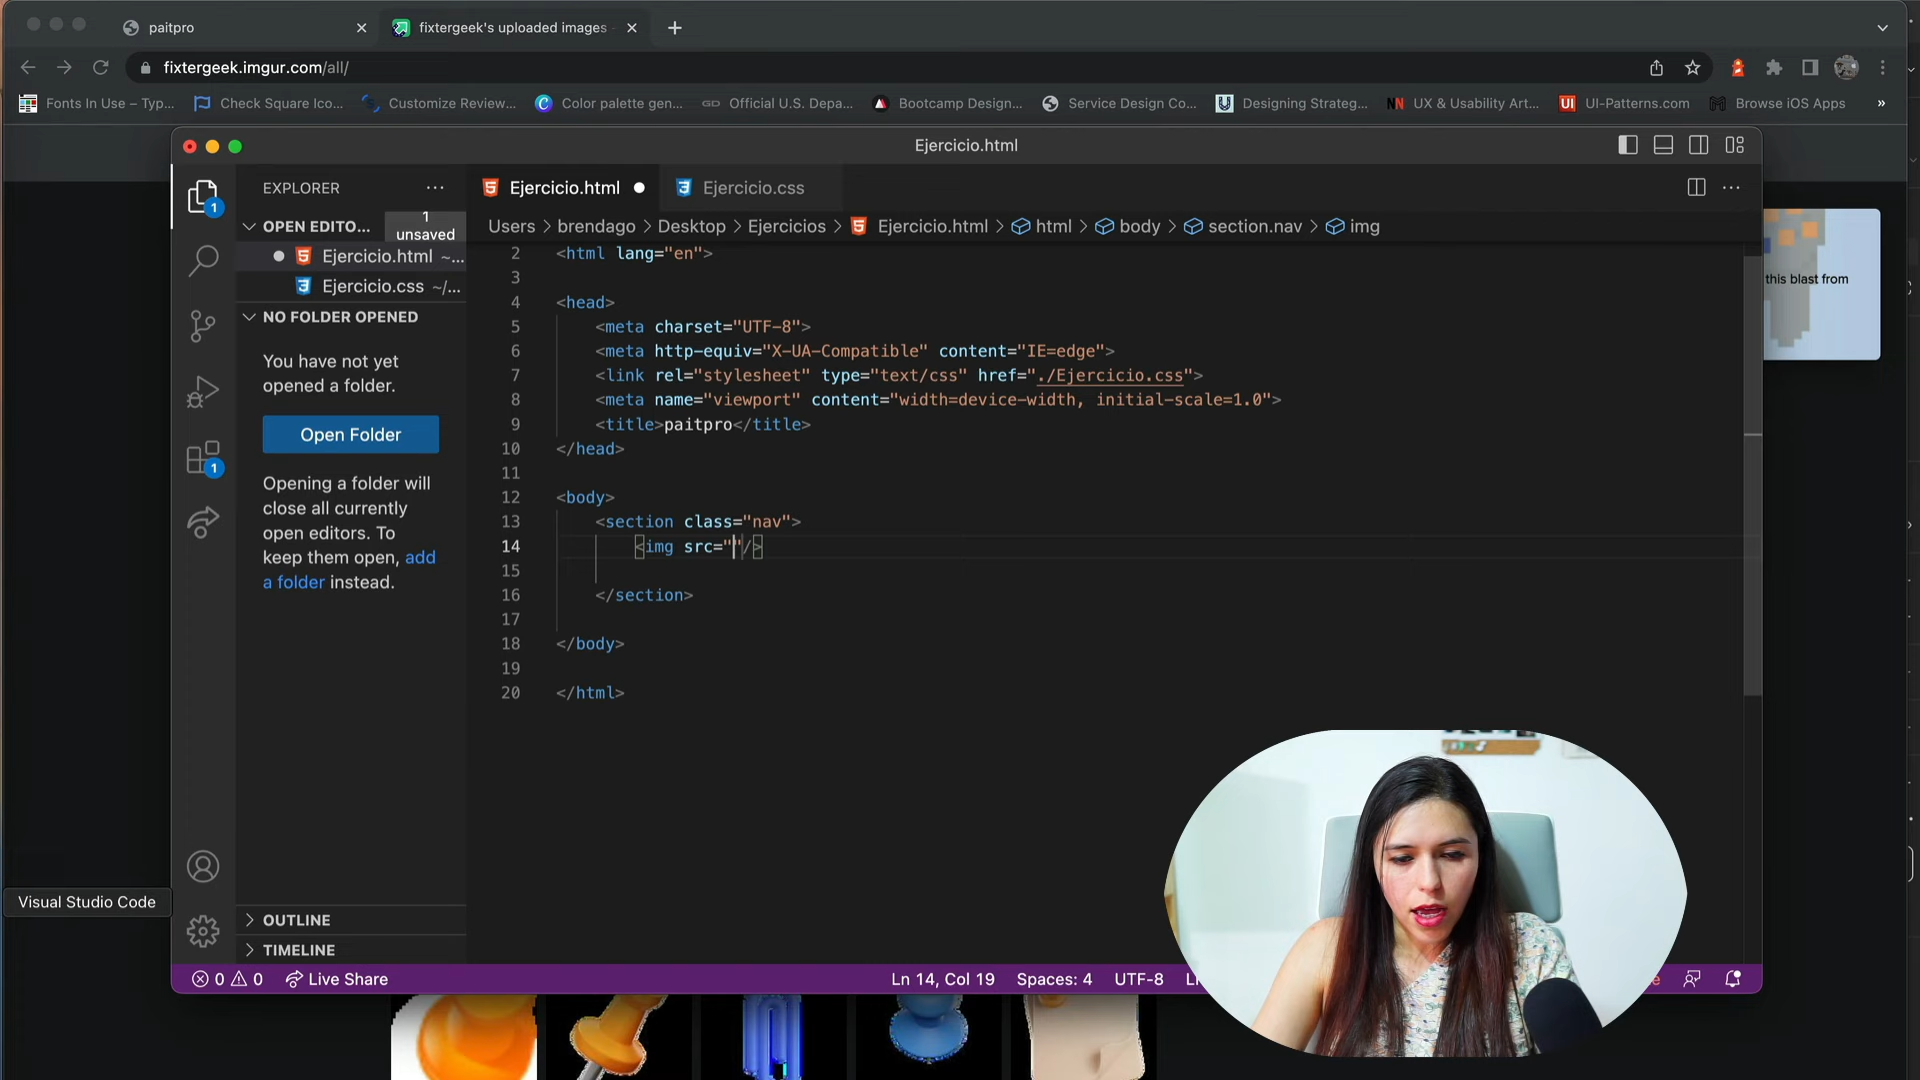 paitpro
fixtergeek's uploaded images
fixtergeek.imgur.com/all/
Fonts In Use – Typ...
Check Square Ico...
Customize Review...
Color palette gen...
Official U.S. Depa...
Bootcamp Design...
Service Design Co...
Designing Strateg...
UX & Usability Art...
UI-Patterns.com
Browse iOS Apps
»
Ejercicio.html
EXPLORER
Ejercicio.html
Ejercicio.css
OPEN EDITO...
1 unsaved
Users > brendago > Desktop > Ejercicios > Ejercicio.html > html > body > section.nav > img
Ejercicio.html ~...
Ejercicio.css ~/...
NO FOLDER OPENED
You have not yet
opened a folder.
Open Folder
Opening a folder will
close all currently
open editors. To
keep them open, add
a folder instead.
2 <html lang="en">
3
4 <head>
5 <meta charset="UTF-8">
6 <meta http-equiv="X-UA-Compatible" content="IE=edge">
7 <link rel="stylesheet" type="text/css" href="./Ejercicio.css">
8 <meta name="viewport" content="width=device-width, initial-scale=1.0">
9 <title>paitpro</title>
10 </head>
11
12 <body>
13 <section class="nav">
14 <img src=""/>
15
16 </section>
17
18 </body>
19
20 </html>
this blast from
1
1
Visual Studio Code
OUTLINE
TIMELINE
0 0
Live Share
Ln 14, Col 19
Spaces: 4
UTF-8